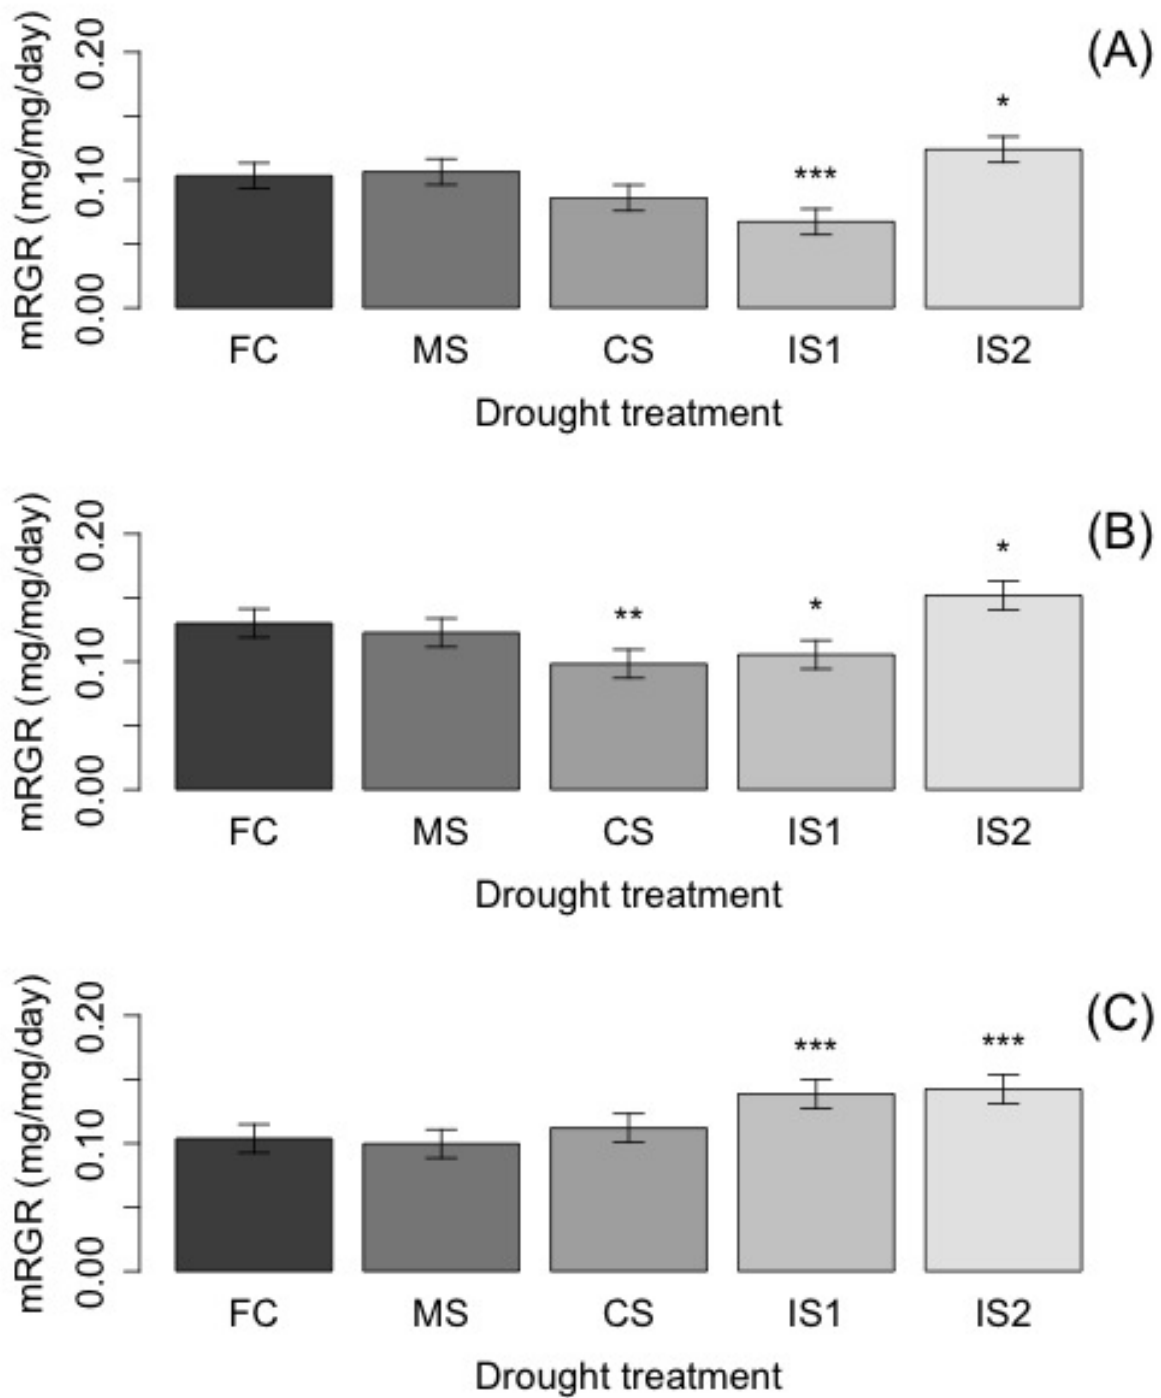 (A)
mRGR (mg/mg/day)
0.20
0.10
0.00
*
***
FC MS CS IS1 IS2
Drought treatment
(B)
mRGR (mg/mg/day)
0.20
0.10
0.00
*
**
*
FC MS CS IS1 IS2
Drought treatment
(C)
mRGR (mg/mg/day)
0.20
0.10
0.00
*** ***
FC MS CS IS1 IS2
Drought treatment